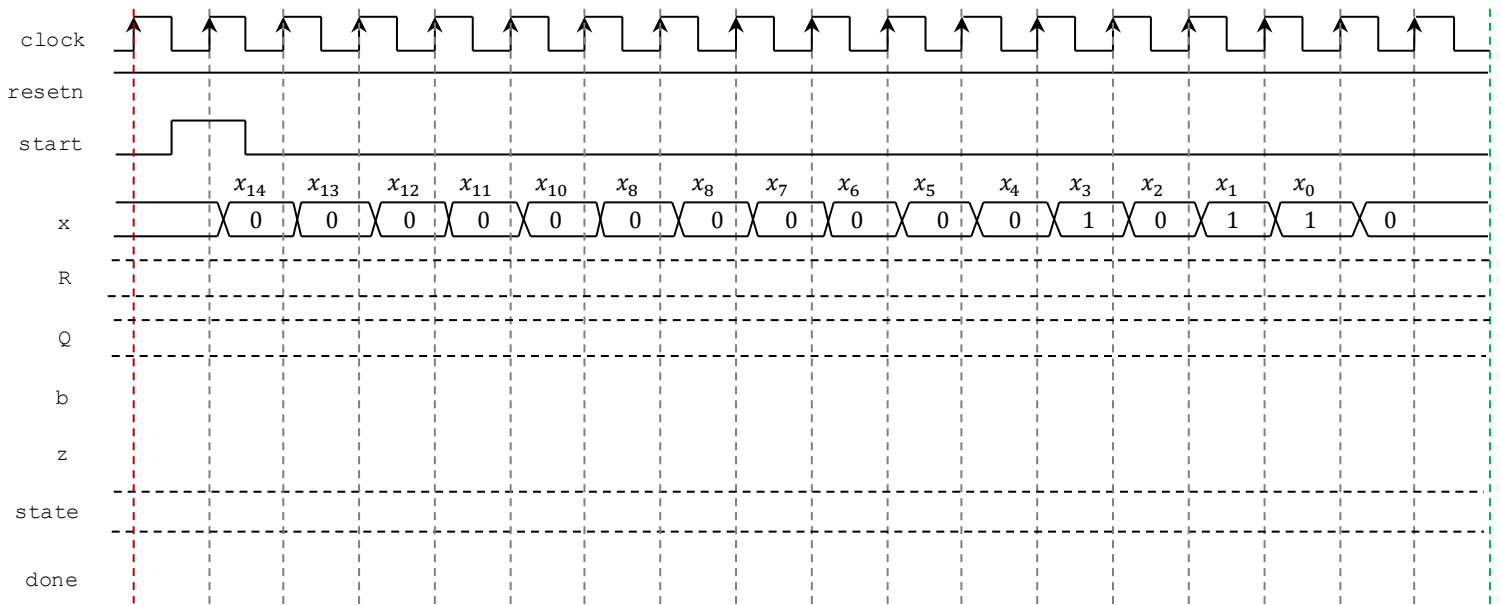 clock
resetn
start
x₁₄ x₁₃ x₁₂ x₁₁ x₁₀ x₈ x₈ x₇ x₆ x₅ x₄ x₃ x₂ x₁ x₀
x 0 0 0 0 0 0 0 0 0 0 0 1 0 1 1 0
R
Q
b
z
state
done